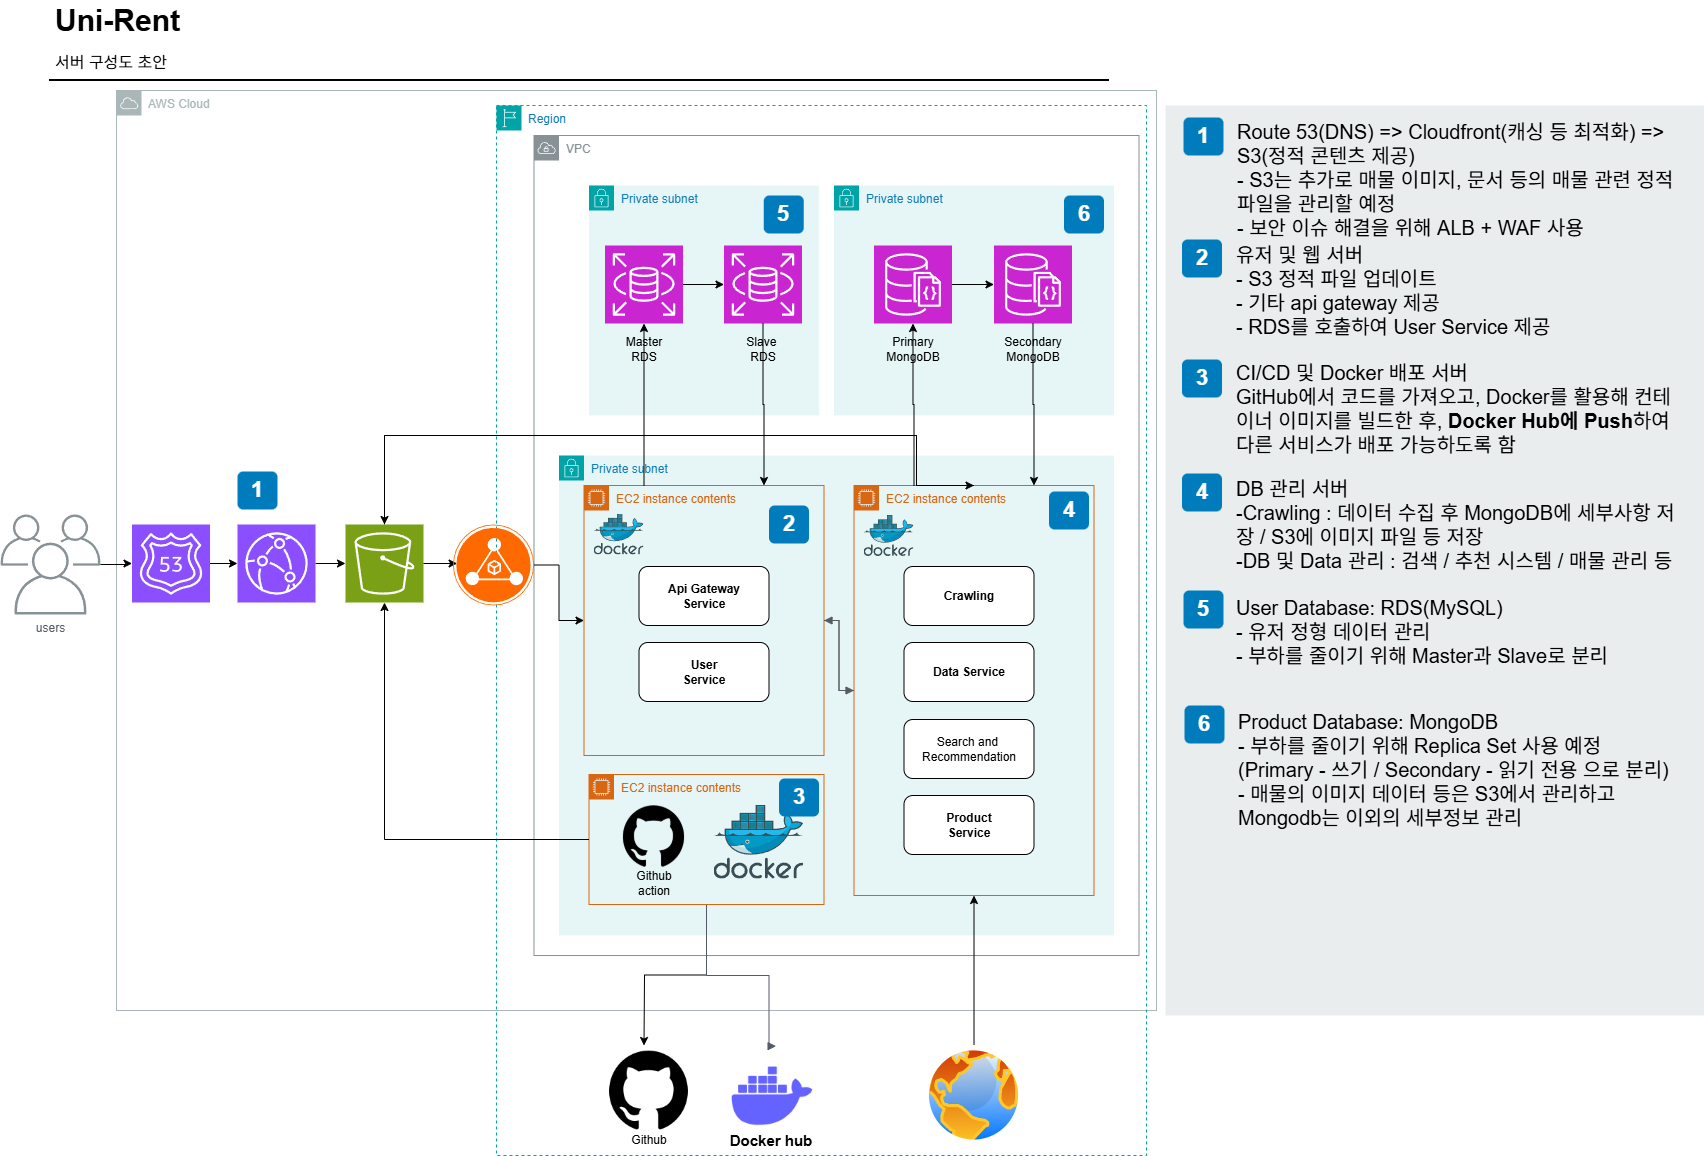 Uni-Rent
서버 구성도 초안
AWS Cloud
Region
VPC
Private subnet
5
Master
RDS
Slave
RDS
Private subnet
6
Primary
MongoDB
Secondary
MongoDB
users
53
1
Private subnet
EC2 instance contents
2
docker
Api Gateway
Service
User
Service
EC2 instance contents
4
docker
Crawling
Data Service
Search and
Recommendation
Product
Service
EC2 instance contents
3
Github
action
docker
Github
Docker hub
1
Route 53(DNS) => Cloudfront(캐싱 등 최적화) =>
S3(정적 콘텐츠 제공)
- S3는 추가로 매물 이미지, 문서 등의 매물 관련 정적
파일을 관리할 예정
- 보안 이슈 해결을 위해 ALB + WAF 사용
2
유저 및 웹 서버
- S3 정적 파일 업데이트
- 기타 api gateway 제공
- RDS를 호출하여 User Service 제공
3
CI/CD 및 Docker 배포 서버
GitHub에서 코드를 가져오고, Docker를 활용해 컨테
이너 이미지를 빌드한 후, Docker Hub에 Push하여
다른 서비스가 배포 가능하도록 함
4
DB 관리 서버
-Crawling : 데이터 수집 후 MongoDB에 세부사항 저
장 / S3에 이미지 파일 등 저장
-DB 및 Data 관리 : 검색 / 추천 시스템 / 매물 관리 등
5
User Database: RDS(MySQL)
- 유저 정형 데이터 관리
- 부하를 줄이기 위해 Master과 Slave로 분리
6
Product Database: MongoDB
- 부하를 줄이기 위해 Replica Set 사용 예정
(Primary - 쓰기 / Secondary - 읽기 전용 으로 분리)
- 매물의 이미지 데이터 등은 S3에서 관리하고
Mongodb는 이외의 세부정보 관리